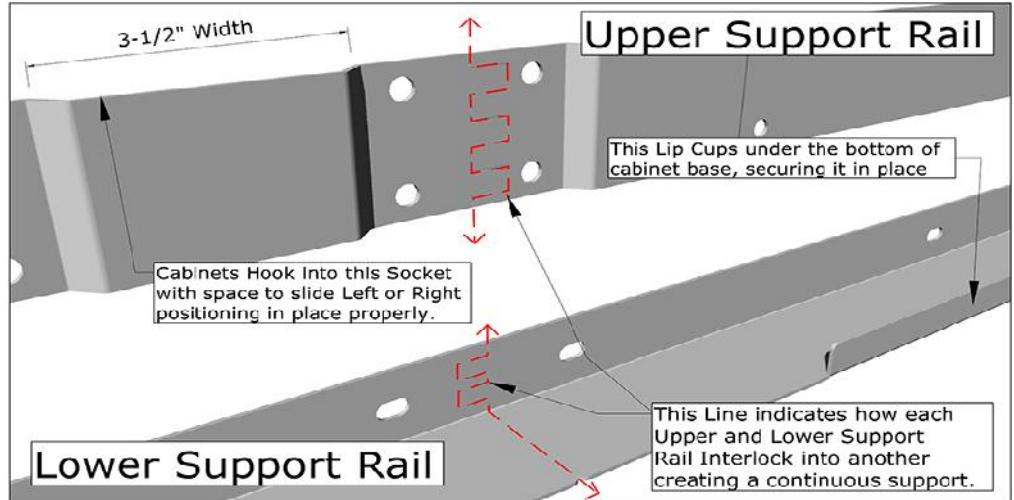 3-1/2" Width
Upper Support Rail
This Lip Cups under the bottom of
cabinet base, securing it in place
Cabinets Hook into this Socket
with space to slide Left or Right
positioning in place properly.
This Line indicates how each
Upper and Lower Support
Rail Interlock into another
creating a continuous support.
Lower Support Rail